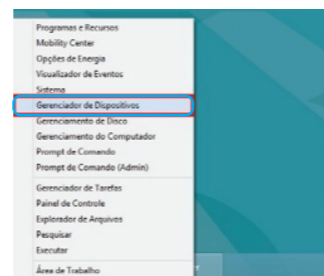 Programas e Recursos
Mobility Center
Opções de Energia
Visualizador de Eventos
Sistema
Gerenciador de Dispositivos
Gerenciamento de Disco
Gerenciamento do Computador
Prompt de Comando
Prompt de Comando (Admin)
Gerenciador de Tarefas
Painel de Controle
Explorador de Arquivos
Pesquisar
Executar
Área de Trabalho